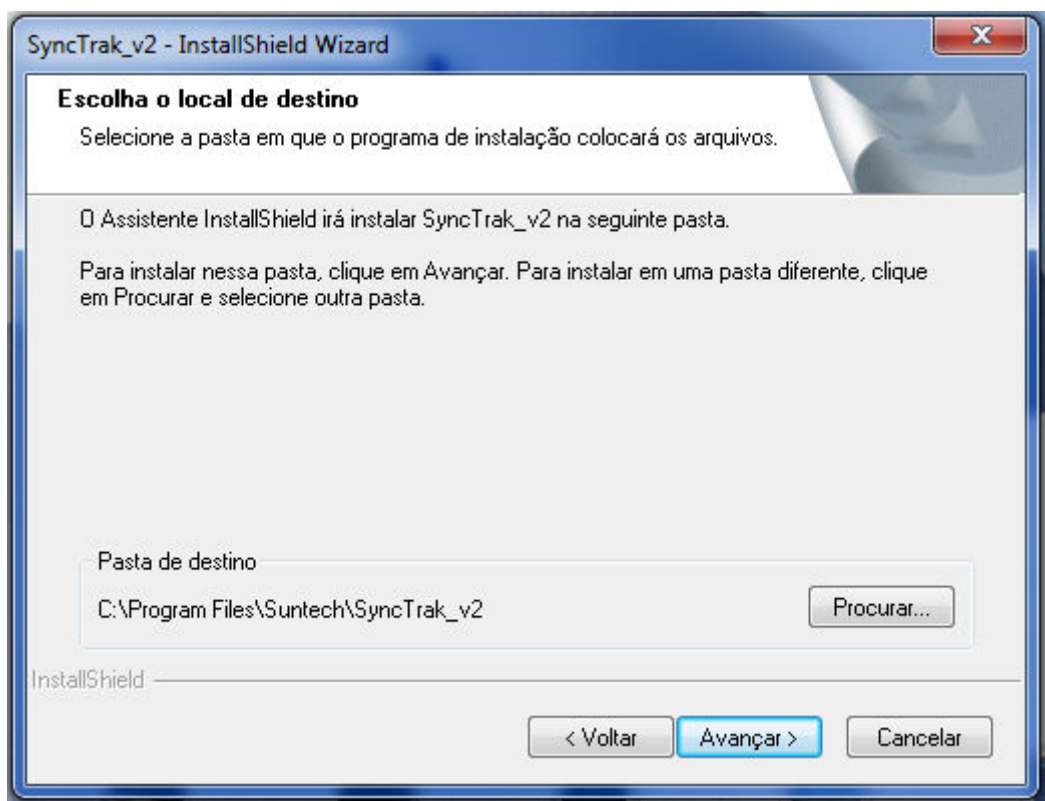 SyncTrak_v2 - InstallShield Wizard
Escolha o local de destino
Selecione a pasta em que o programa de instalação colocará os arquivos.
O Assistente InstallShield irá instalar SyncTrak_v2 na seguinte pasta.
Para instalar nessa pasta, clique em Avançar. Para instalar em uma pasta diferente, clique
em Procurar e selecione outra pasta.
Pasta de destino
C:\Program Files\Suntech\SyncTrak_v2
Procurar...
InstallShield
< Voltar
Avançar >
Cancelar